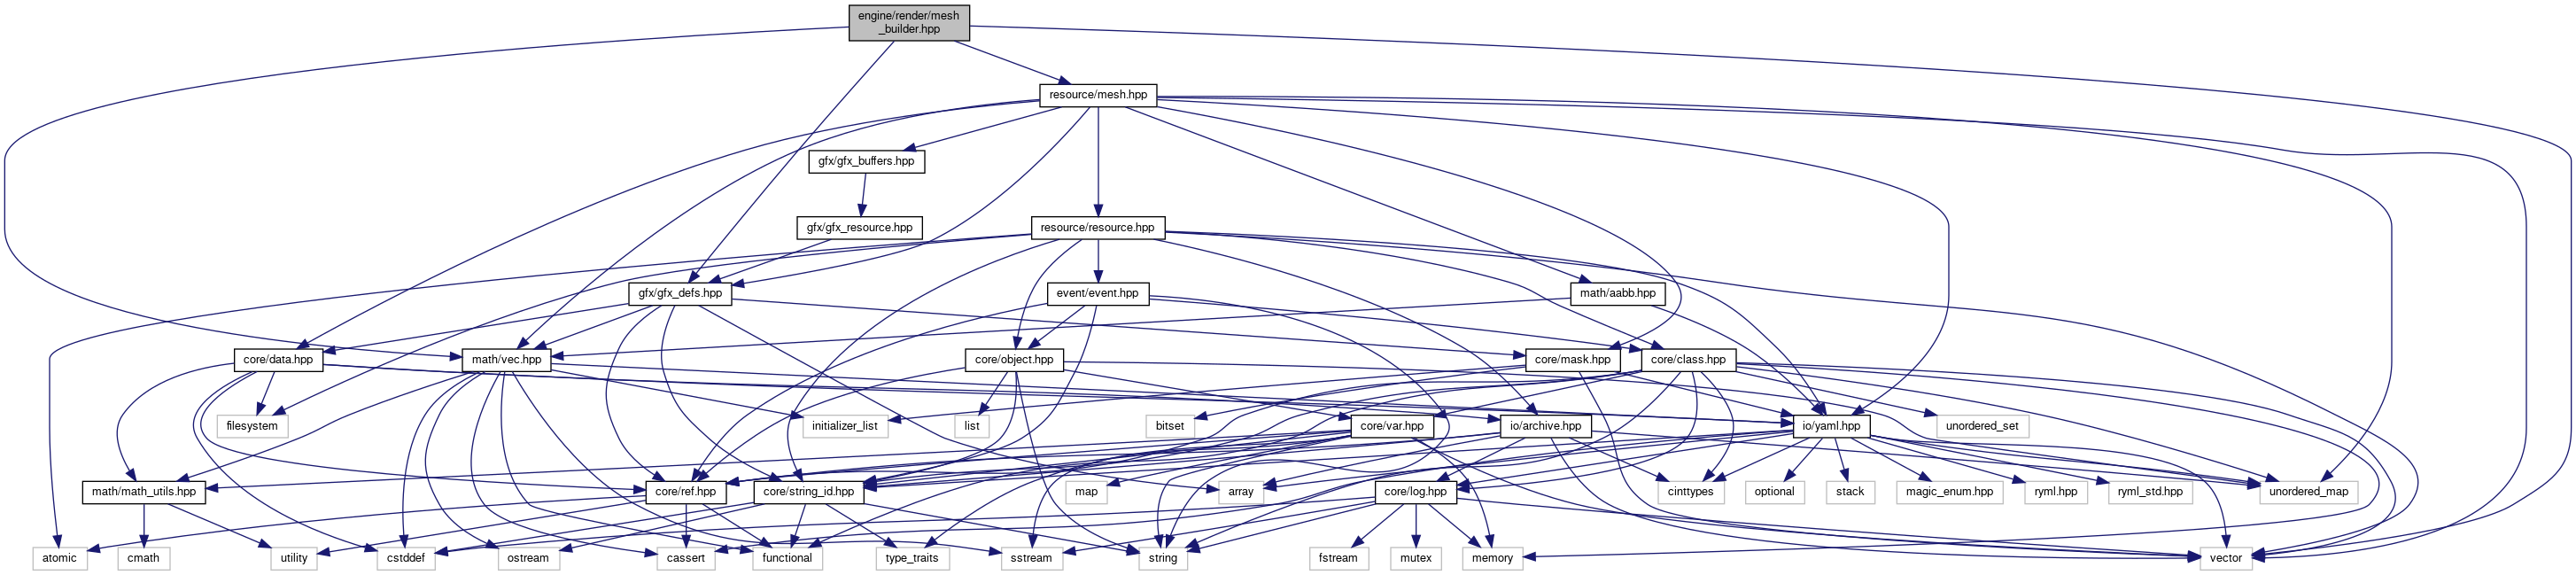 engine/render/mesh
_builder.hpp
resource/mesh.hpp
gfx/gfx_buffers.hpp
gfx/gfx_resource.hpp
resource/resource.hpp
gfx/gfx_defs.hpp
event/event.hpp
math/aabb.hpp
core/data.hpp
math/vec.hpp
core/object.hpp
core/mask.hpp
core/class.hpp
filesystem
initializer_list
list
bitset
core/var.hpp
io/archive.hpp
io/yaml.hpp
unordered_set
math/math_utils.hpp
core/ref.hpp
core/string_id.hpp
map
array
core/log.hpp
cinttypes
optional
stack
magic_enum.hpp
ryml.hpp
ryml_std.hpp
unordered_map
atomic
cmath
utility
cstddef
ostream
cassert
functional
type_traits
sstream
string
fstream
mutex
memory
vector